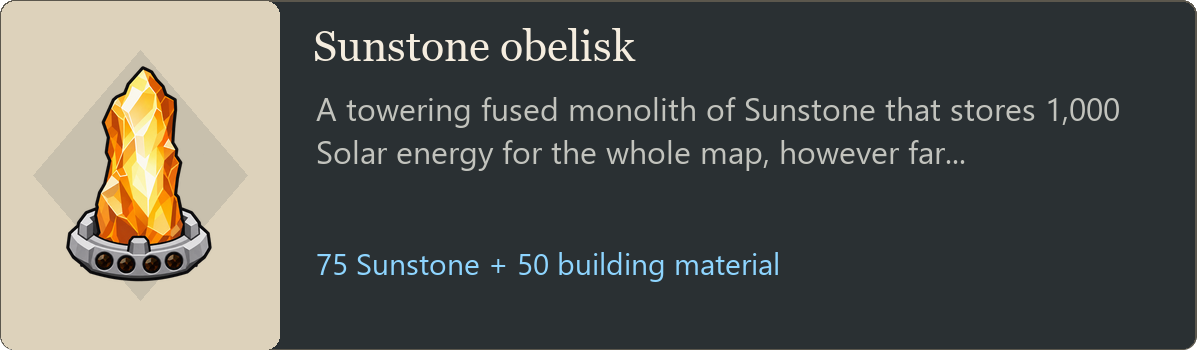 Sunstone obelisk
A towering fused monolith of Sunstone that stores 1,000
Solar energy for the whole map, however far...
75 Sunstone + 50 building material